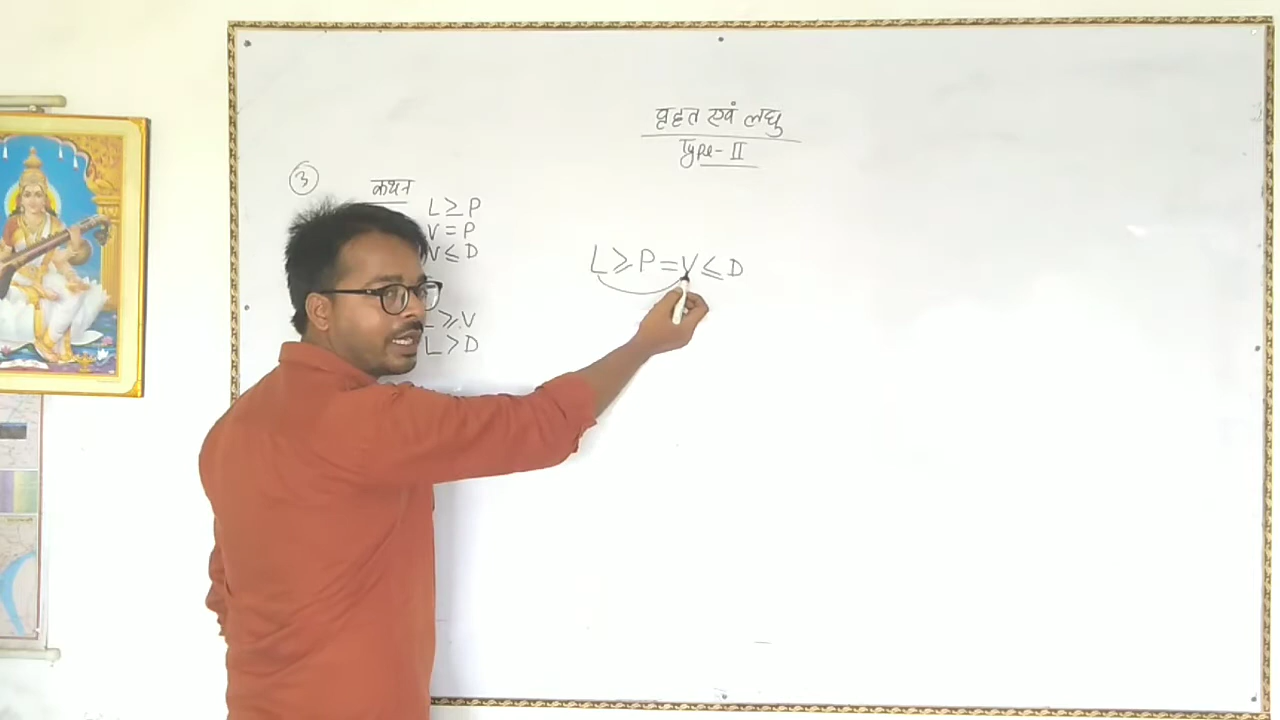 वृहत एवं लघु
Type-II
3
कथन
L ≥ P
V = P
V ≤ D
L ≥ P = V ≤ D
L ≥ V
L > D